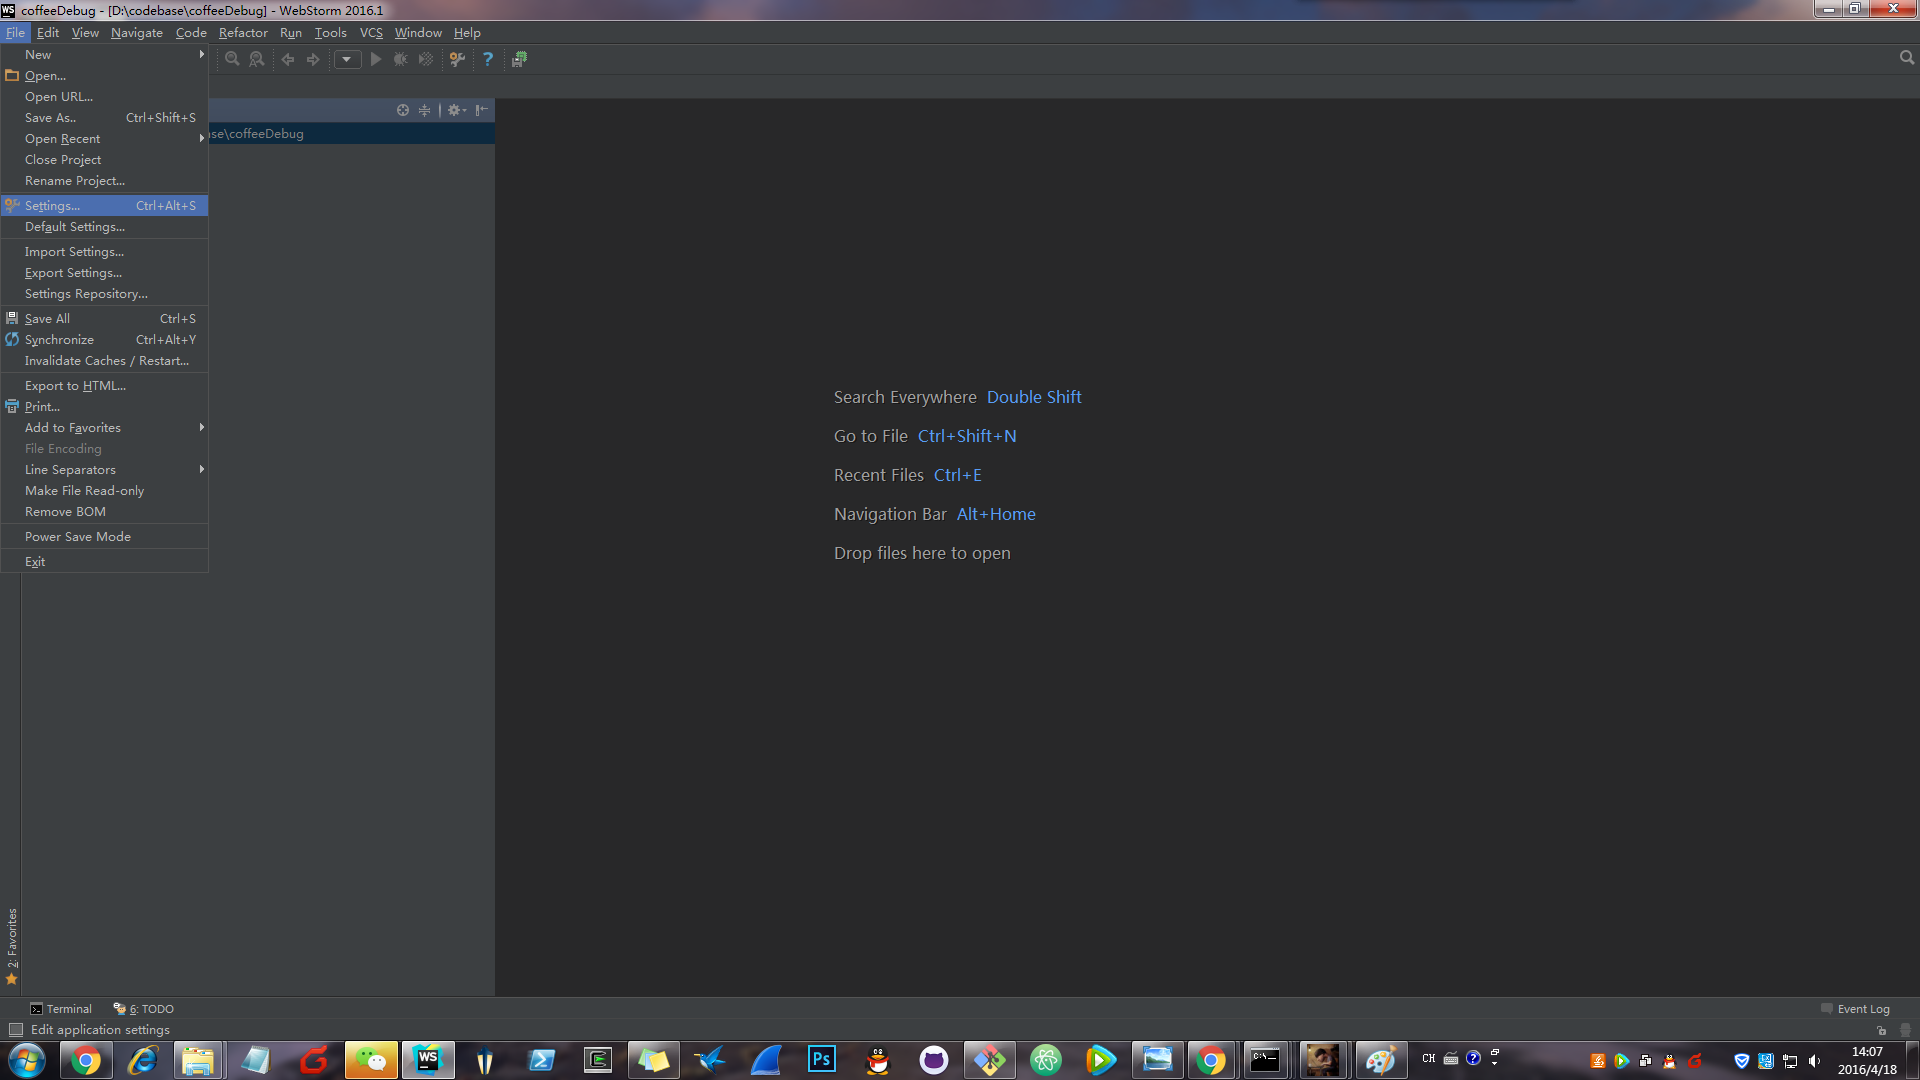 coffeeDebug - [D:\codebase\coffeeDebug] - WebStorm 2016.1
File Edit View Navigate Code Refactor Run Tools VCS Window Help
New
Open...
Open URL...
Save As.. Ctrl+Shift+S
Open Recent
Close Project
Rename Project...
Settings... Ctrl+Alt+S
Default Settings...
Import Settings...
Export Settings...
Settings Repository...
Save All Ctrl+S
Synchronize Ctrl+Alt+Y
Invalidate Caches / Restart...
Export to HTML...
Print...
Add to Favorites
File Encoding
Line Separators
Make File Read-only
Remove BOM
Power Save Mode
Exit
se\coffeeDebug
Search Everywhere Double Shift
Go to File Ctrl+Shift+N
Recent Files Ctrl+E
Navigation Bar Alt+Home
Drop files here to open
2: Favorites
Terminal 6: TODO Event Log
Edit application settings
WS
Ps
CH
14:07
2016/4/18